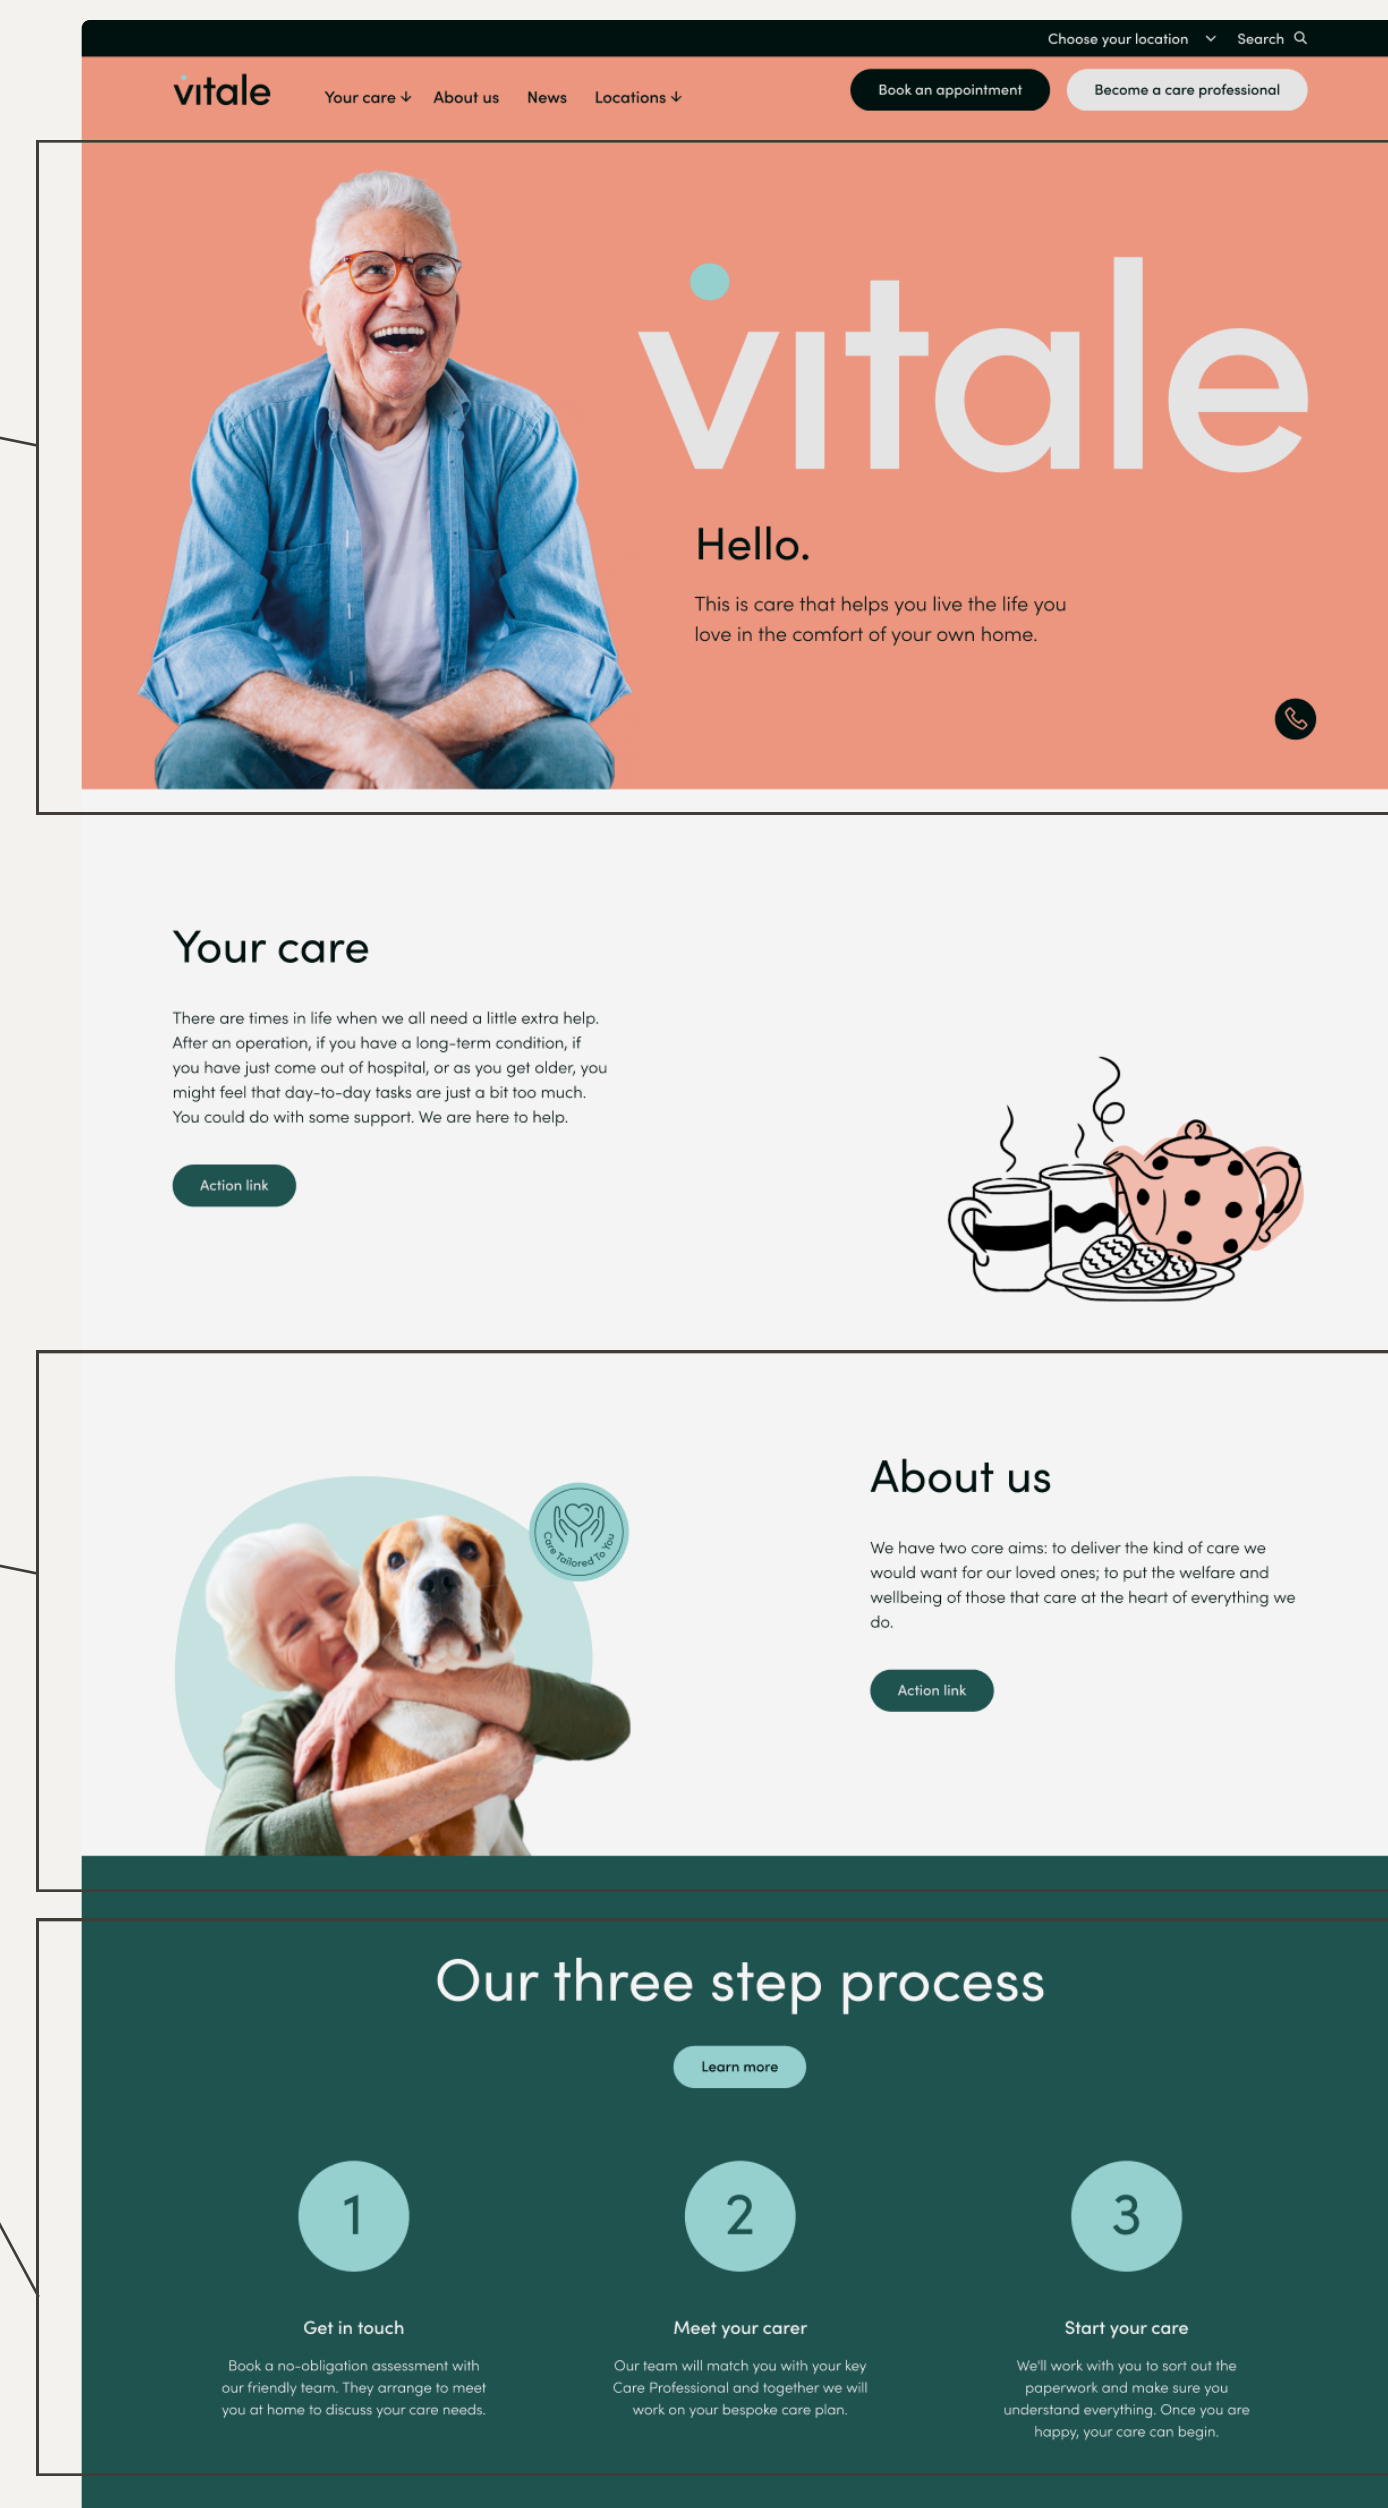 Choose your location
Search
vitale
Your care
About us
News
Locations
Book an appointment
Become a care professional
vitale
Hello.
This is care that helps you live the life you
love in the comfort of your own home.
Your care
There are times in life when we all need a little extra help.
After an operation, if you have a long-term condition, if
you have just come out of hospital, or as you get older, you
might feel that day-to-day tasks are just a bit too much.
You could do with some support. We are here to help.
Action link
Care Tailored To You
About us
We have two core aims: to deliver the kind of care we
would want for our loved ones; to put the welfare and
wellbeing of those that care at the heart of everything we
do.
Action link
Our three step process
Learn more
1
2
3
Get in touch
Book a no-obligation assessment with
our friendly team. They arrange to meet
you at home to discuss your care needs.
Meet your carer
Our team will match you with your key
Care Professional and together we will
work on your bespoke care plan.
Start your care
We'll work with you to sort out the
paperwork and make sure you
understand everything. Once you are
happy, your care can begin.